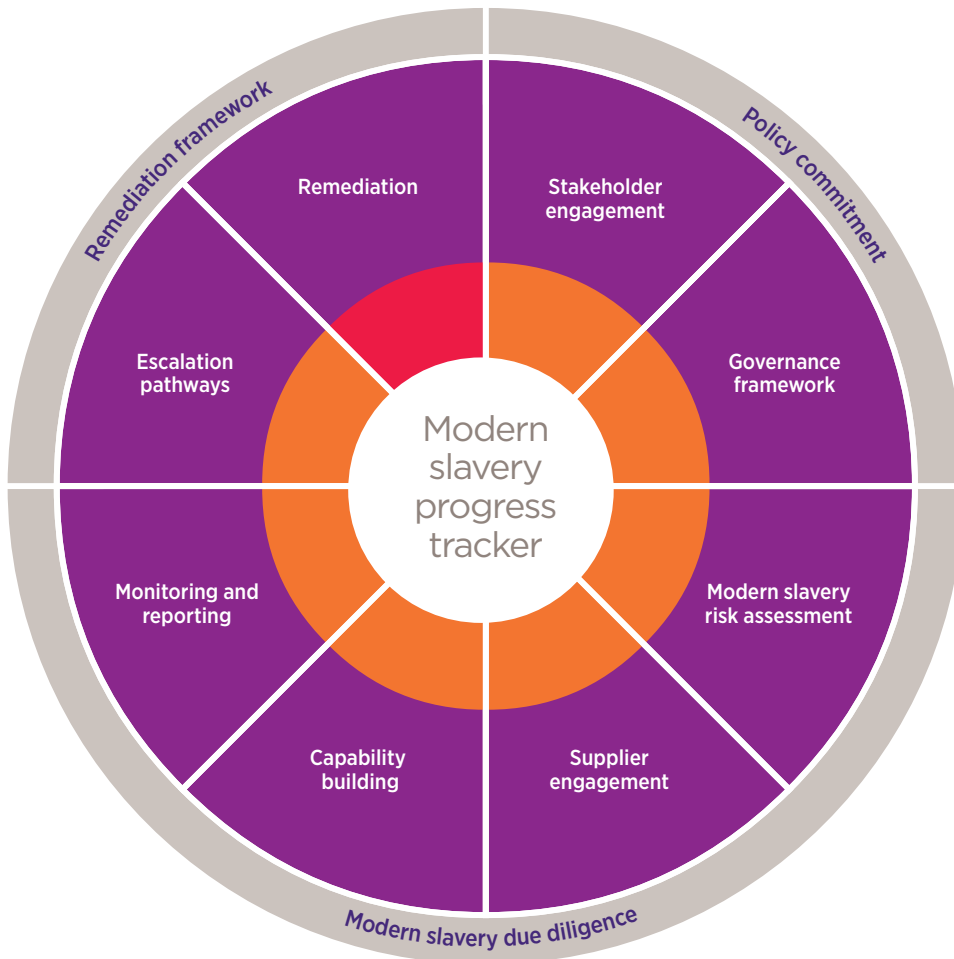 Remediation framework
Policy commitment
Remediation
Stakeholder
engagement
Escalation
pathways
Governance
framework
Modern
slavery
progress
tracker
Monitoring and
reporting
Modern slavery
risk assessment
Capability
building
Supplier
engagement
Modern slavery due diligence